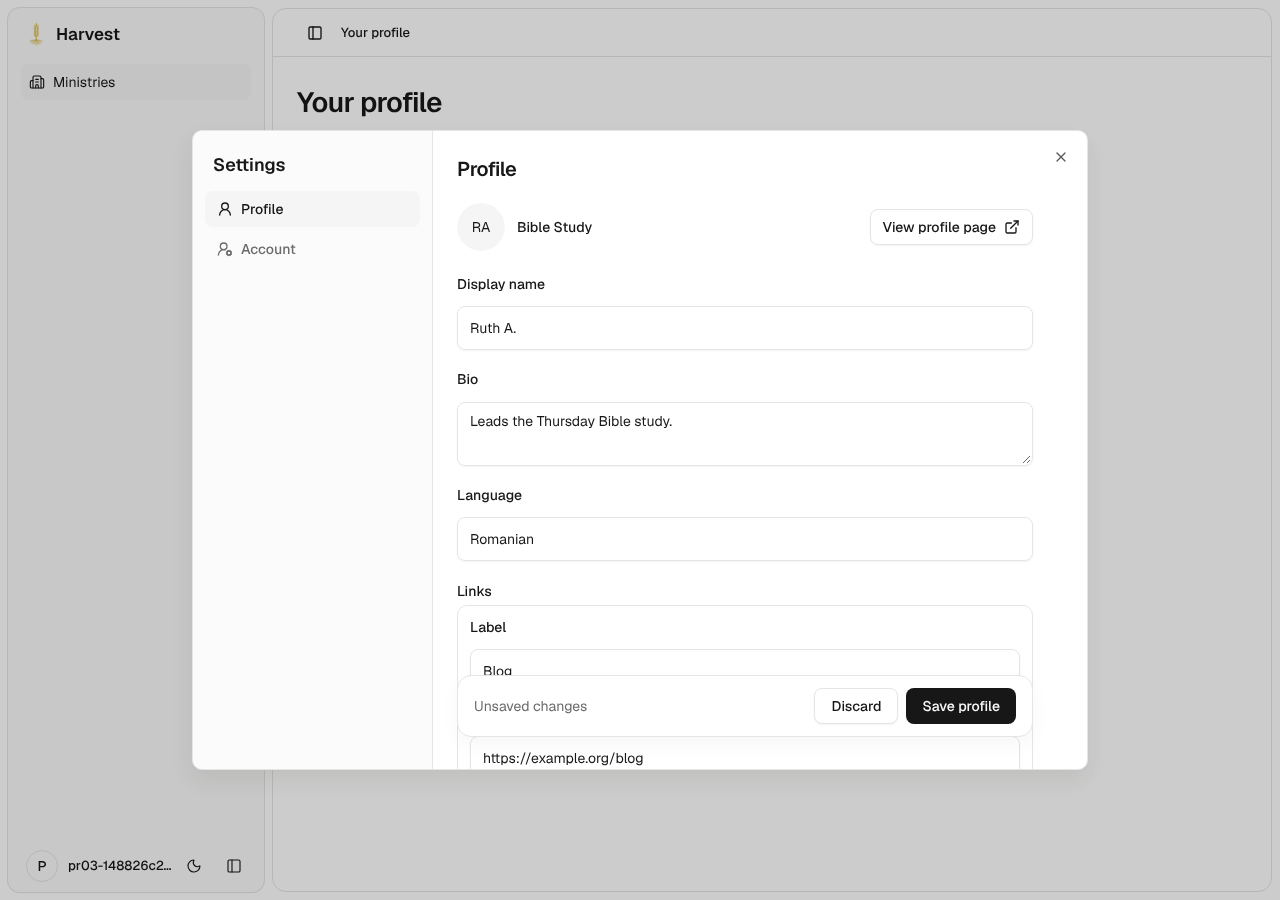 Harvest
Your profile
Ministries
Your profile
Settings
Profile
Account
Profile
RA
Bible Study
View profile page
Display name
Ruth A.
Bio
Leads the Thursday Bible study.
Language
Romanian
Links
Label
Blog
Unsaved changes
Discard
Save profile
https://example.org/blog
P
pr03-148826c2…